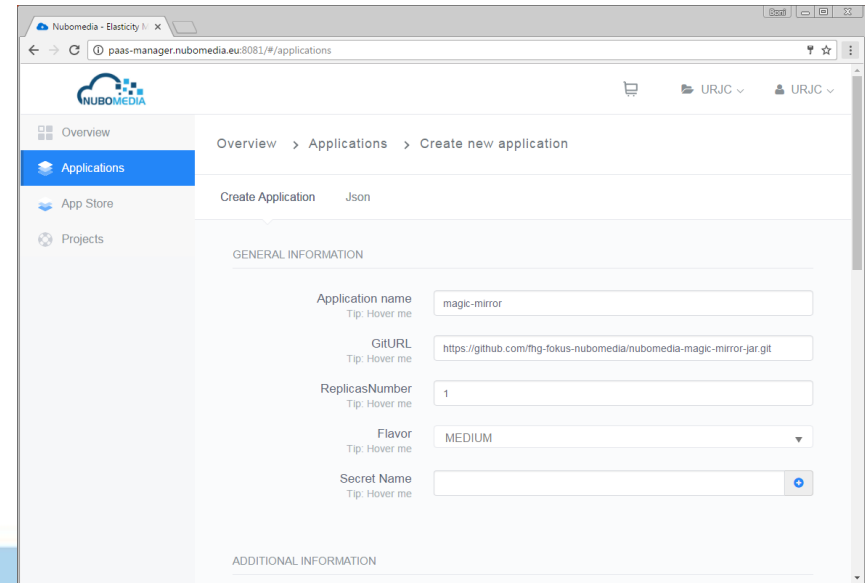 Nubomedia - Elasticity M
Boni
paas-manager.nubomedia.eu:8081/#/applications
NUBOMEDIA
URJC
URJC
Overview
Applications
App Store
Projects
Overview > Applications > Create new application
Create Application Json
GENERAL INFORMATION
Application name
Tip: Hover me
magic-mirror
GitURL
Tip: Hover me
https://github.com/fhg-fokus-nubomedia/nubomedia-magic-mirror-jar.git
ReplicasNumber
Tip: Hover me
1
Flavor
Tip: Hover me
MEDIUM
Secret Name
Tip: Hover me
ADDITIONAL INFORMATION